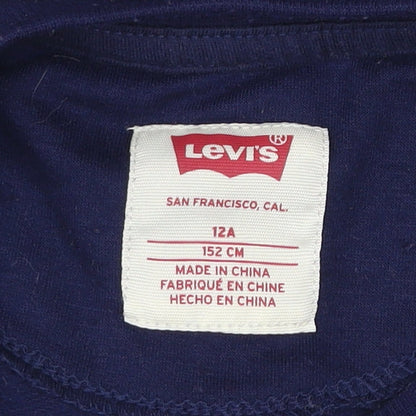 LEVI'S ®
SAN FRANCISCO, CAL.
12A
152 CM
MADE IN CHINA
FABRIQUÉ EN CHINE
HECHO EN CHINA